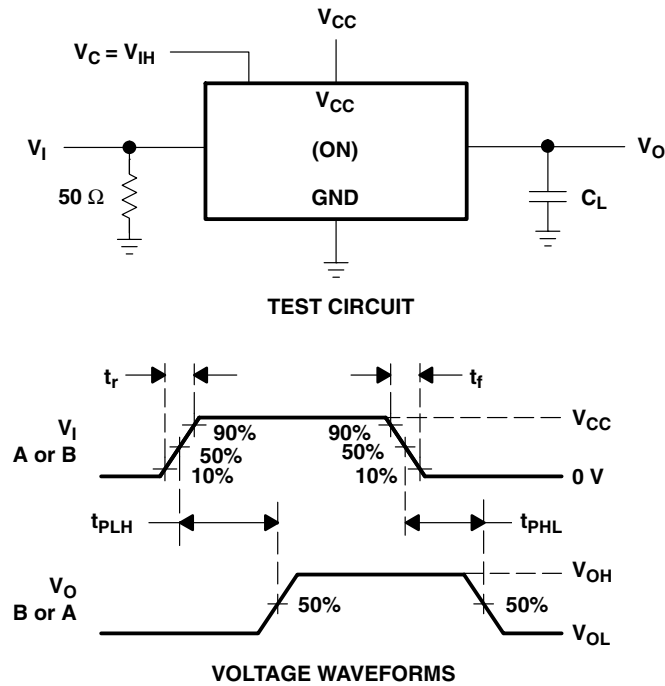 V_CC
V_C = V_IH
V_CC
V_I
(ON)
V_O
50 Ω
GND
C_L
TEST CIRCUIT
t_r
t_f
V_I
A or B
90%
90%
V_CC
50%
50%
10%
10%
0 V
t_PLH
t_PHL
V_O
B or A
V_OH
50%
50%
V_OL
VOLTAGE WAVEFORMS